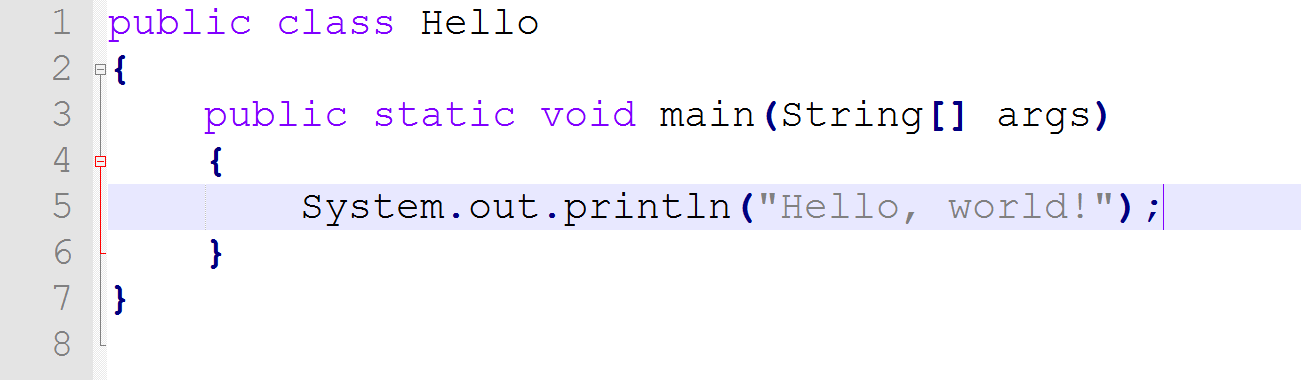 1 public class Hello
2 {
3     public static void main(String[] args)
4     {
5         System.out.println("Hello, world!");
6     }
7 }
8